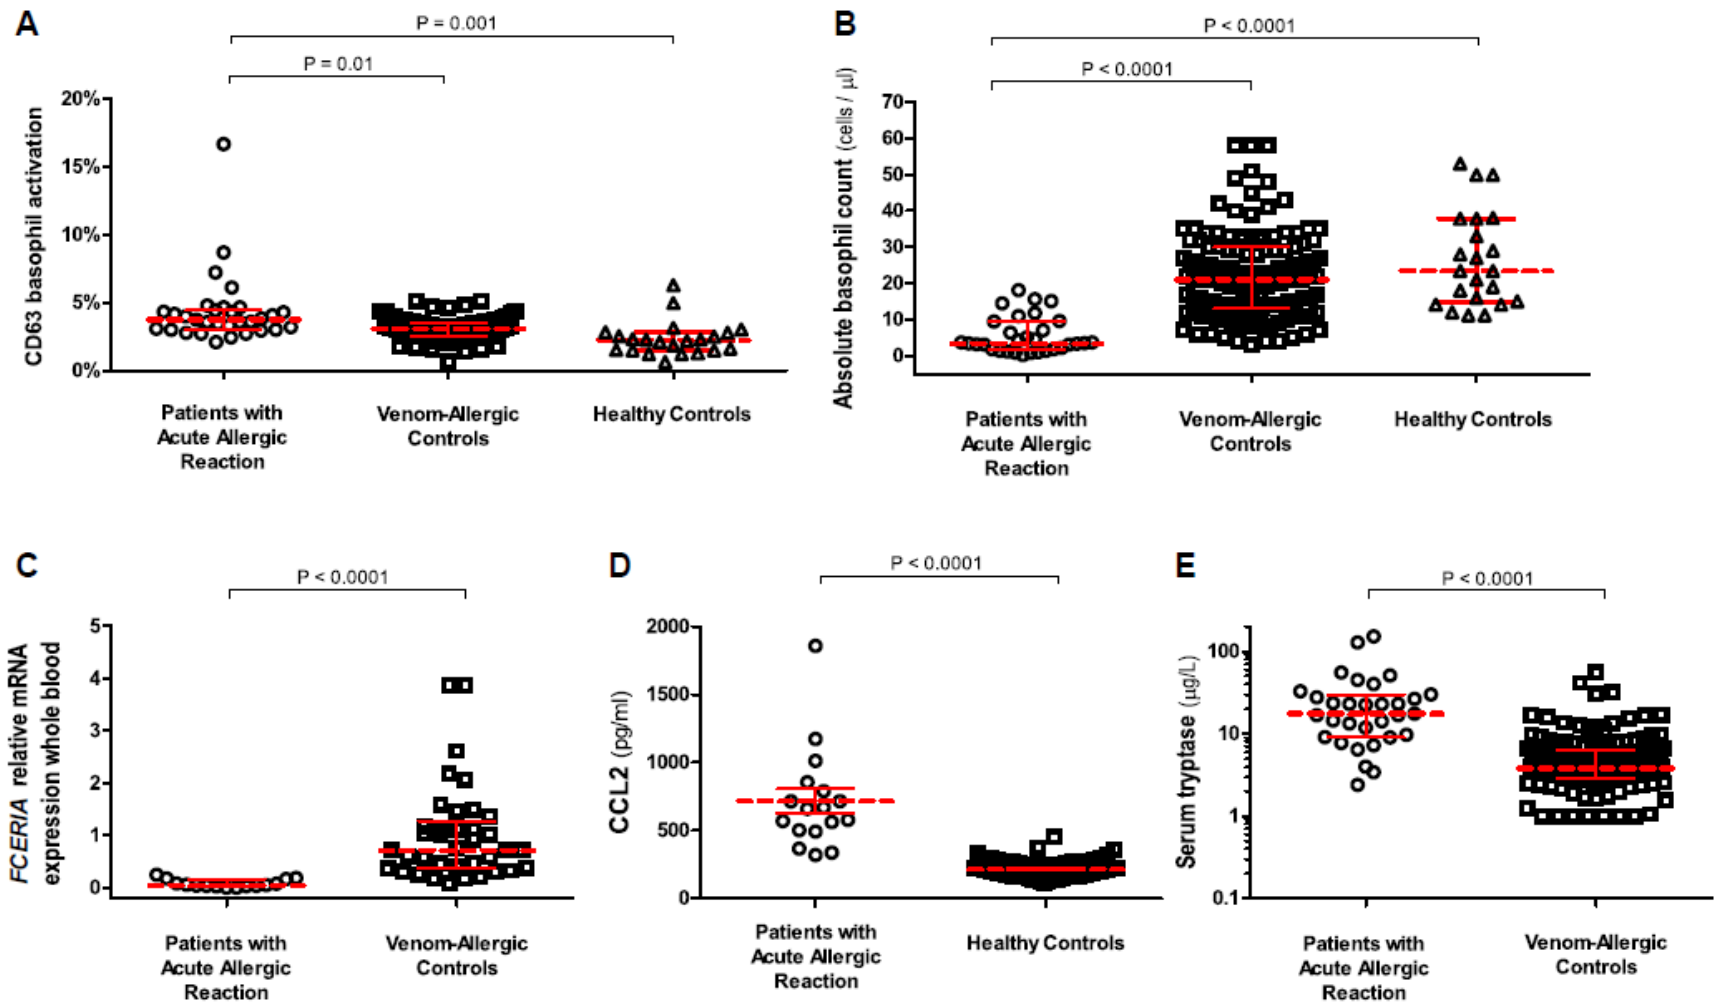 A
P = 0.001
P = 0.01
CD63 basophil activation
20%
15%
10%
5%
0%
Patients with
Acute Allergic
Reaction
Venom-Allergic
Controls
Healthy Controls
B
P < 0.0001
P < 0.0001
Absolute basophil count (cells / µl)
70
60
50
40
30
20
10
0
Patients with
Acute Allergic
Reaction
Venom-Allergic
Controls
Healthy Controls
C
P < 0.0001
FCERIA relative mRNA
expression whole blood
5
4
3
2
1
0
Patients with
Acute Allergic
Reaction
Venom-Allergic
Controls
D
P < 0.0001
CCL2 (pg/ml)
2000
1500
1000
500
0
Patients with
Acute Allergic
Reaction
Healthy Controls
E
P < 0.0001
Serum tryptase (µg/L)
100
10
1
0.1
Patients with
Acute Allergic
Reaction
Venom-Allergic
Controls